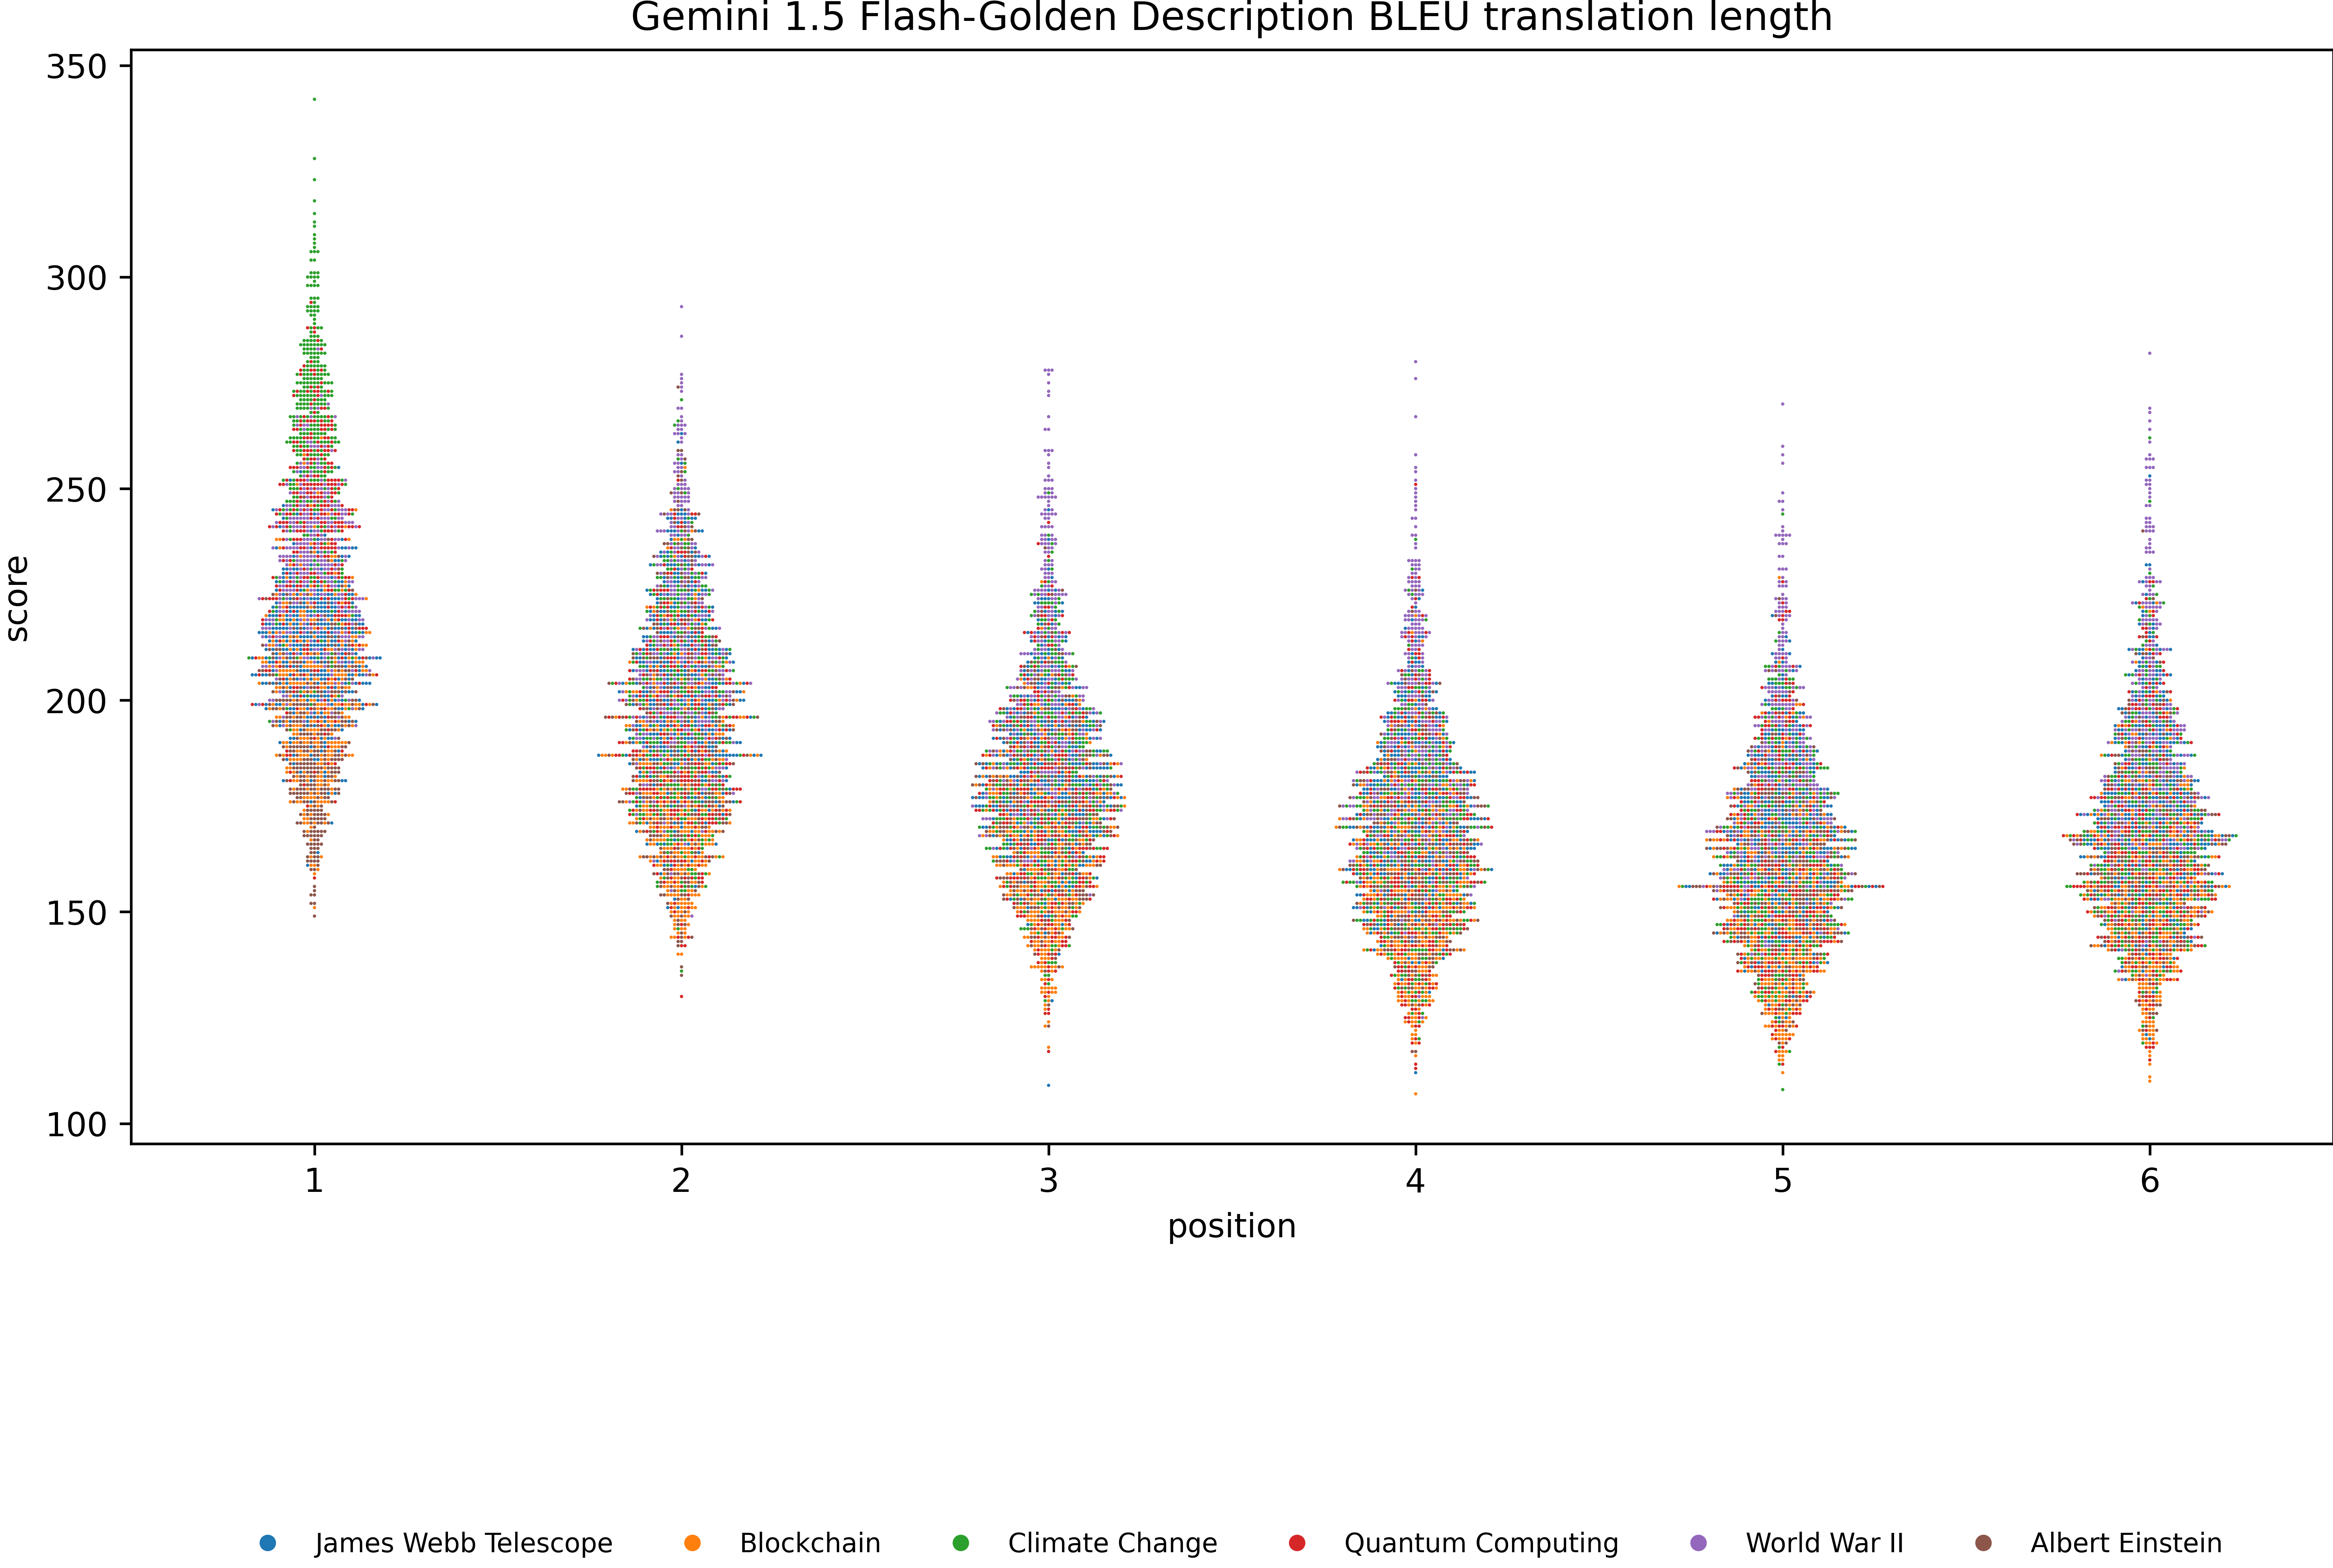 Gemini 1.5 Flash-Golden Description BLEU translation length
350
300
250
200
150
100
score
1 2 3 4 5 6
position
James Webb Telescope Blockchain Climate Change Quantum Computing World War II Albert Einstein